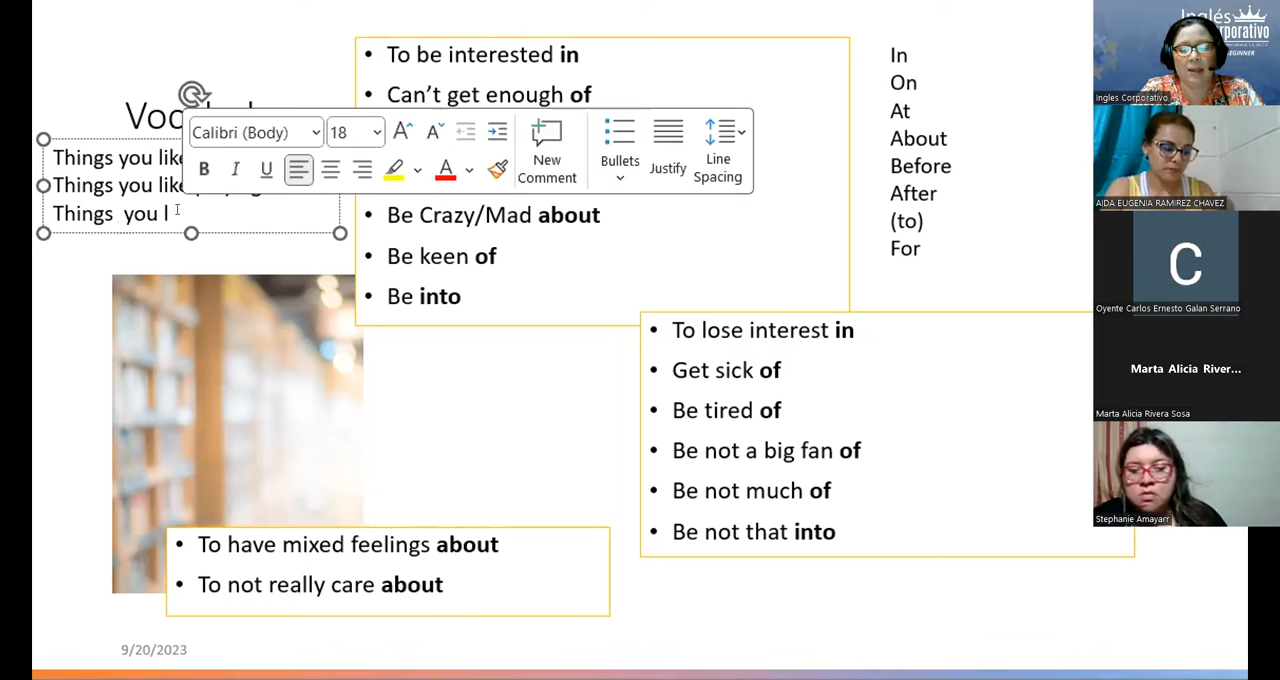 Things you like
Things you like
Things you l
To be interested in
Can't get enough of
Calibri (Body)
18
B
I
U
A
New
Comment
Bullets
Justify
Line
Spacing
Be Crazy/Mad about
Be keen of
Be into
In
On
At
About
Before
After
(to)
For
To lose interest in
Get sick of
Be tired of
Be not a big fan of
Be not much of
Be not that into
To have mixed feelings about
To not really care about
9/20/2023
Inglés
BEGINNER
Ingles Corporativo
AIDA EUGENIA RAMIREZ CHAVEZ
C
Oyente Carlos Ernesto Galan Serrano
Marta Alicia River...
Marta Alicia Rivera Sosa
Stephanie Amayarr